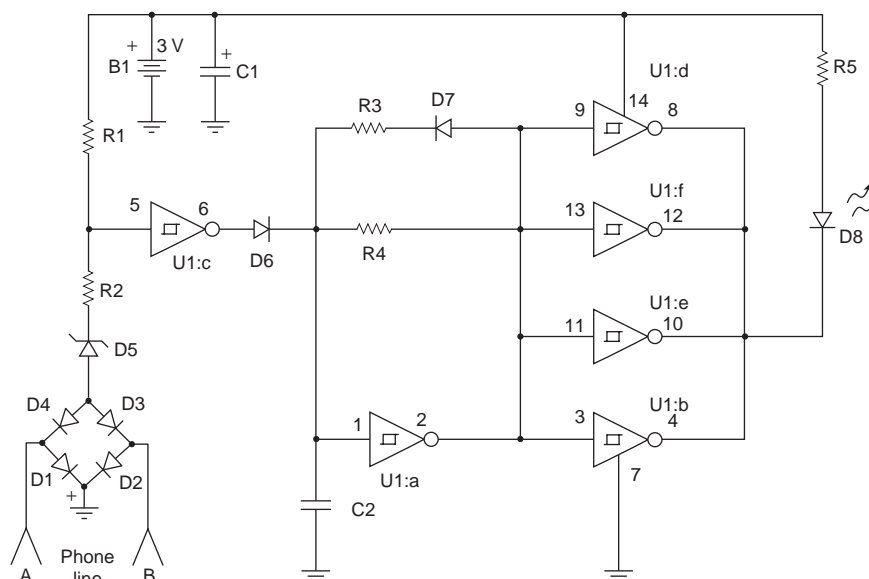 + 3 V
B1
+
C1
R5
U1:d
D7
R3
9
14
8
R1
U1:f
5
6
13
12
D8
D6
R4
U1:c
R2
U1:e
11
10
D5
D4
D3
U1:b
1
2
3
4
7
D1
D2
U1:a
+
C2
Phone
A
line
B